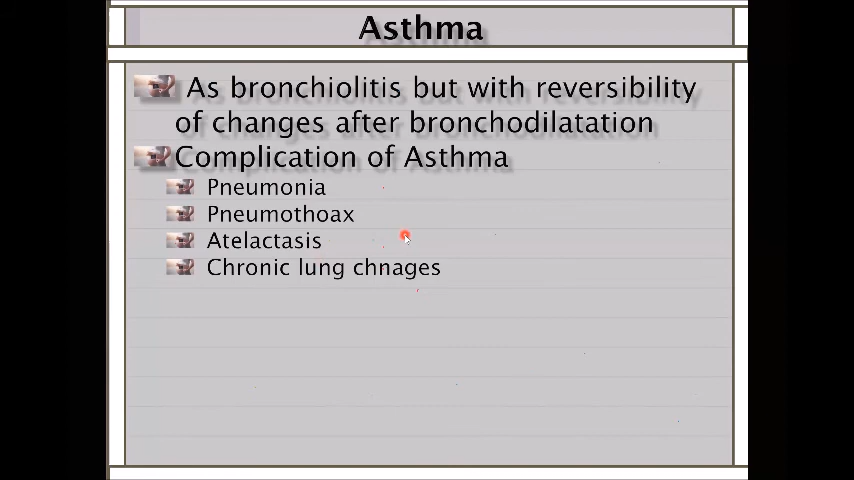 Asthma
As bronchiolitis but with reversibility
of changes after bronchodilatation
Complication of Asthma
Pneumonia
Pneumothoax
Atelactasis
Chronic lung chnages